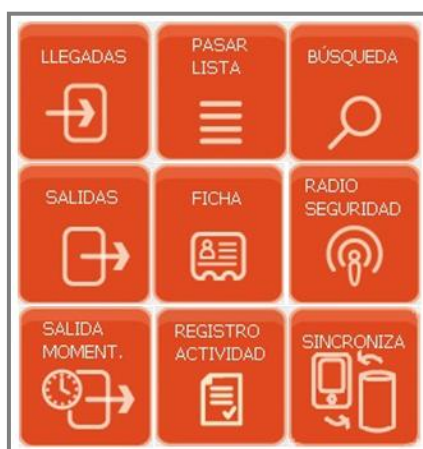 LLEGADAS
PASAR
LISTA
BÚSQUEDA
SALIDAS
FICHA
RADIO
SEGURIDAD
SALIDA
MOMENT.
REGISTRO
ACTIVIDAD
SINCRONIZA